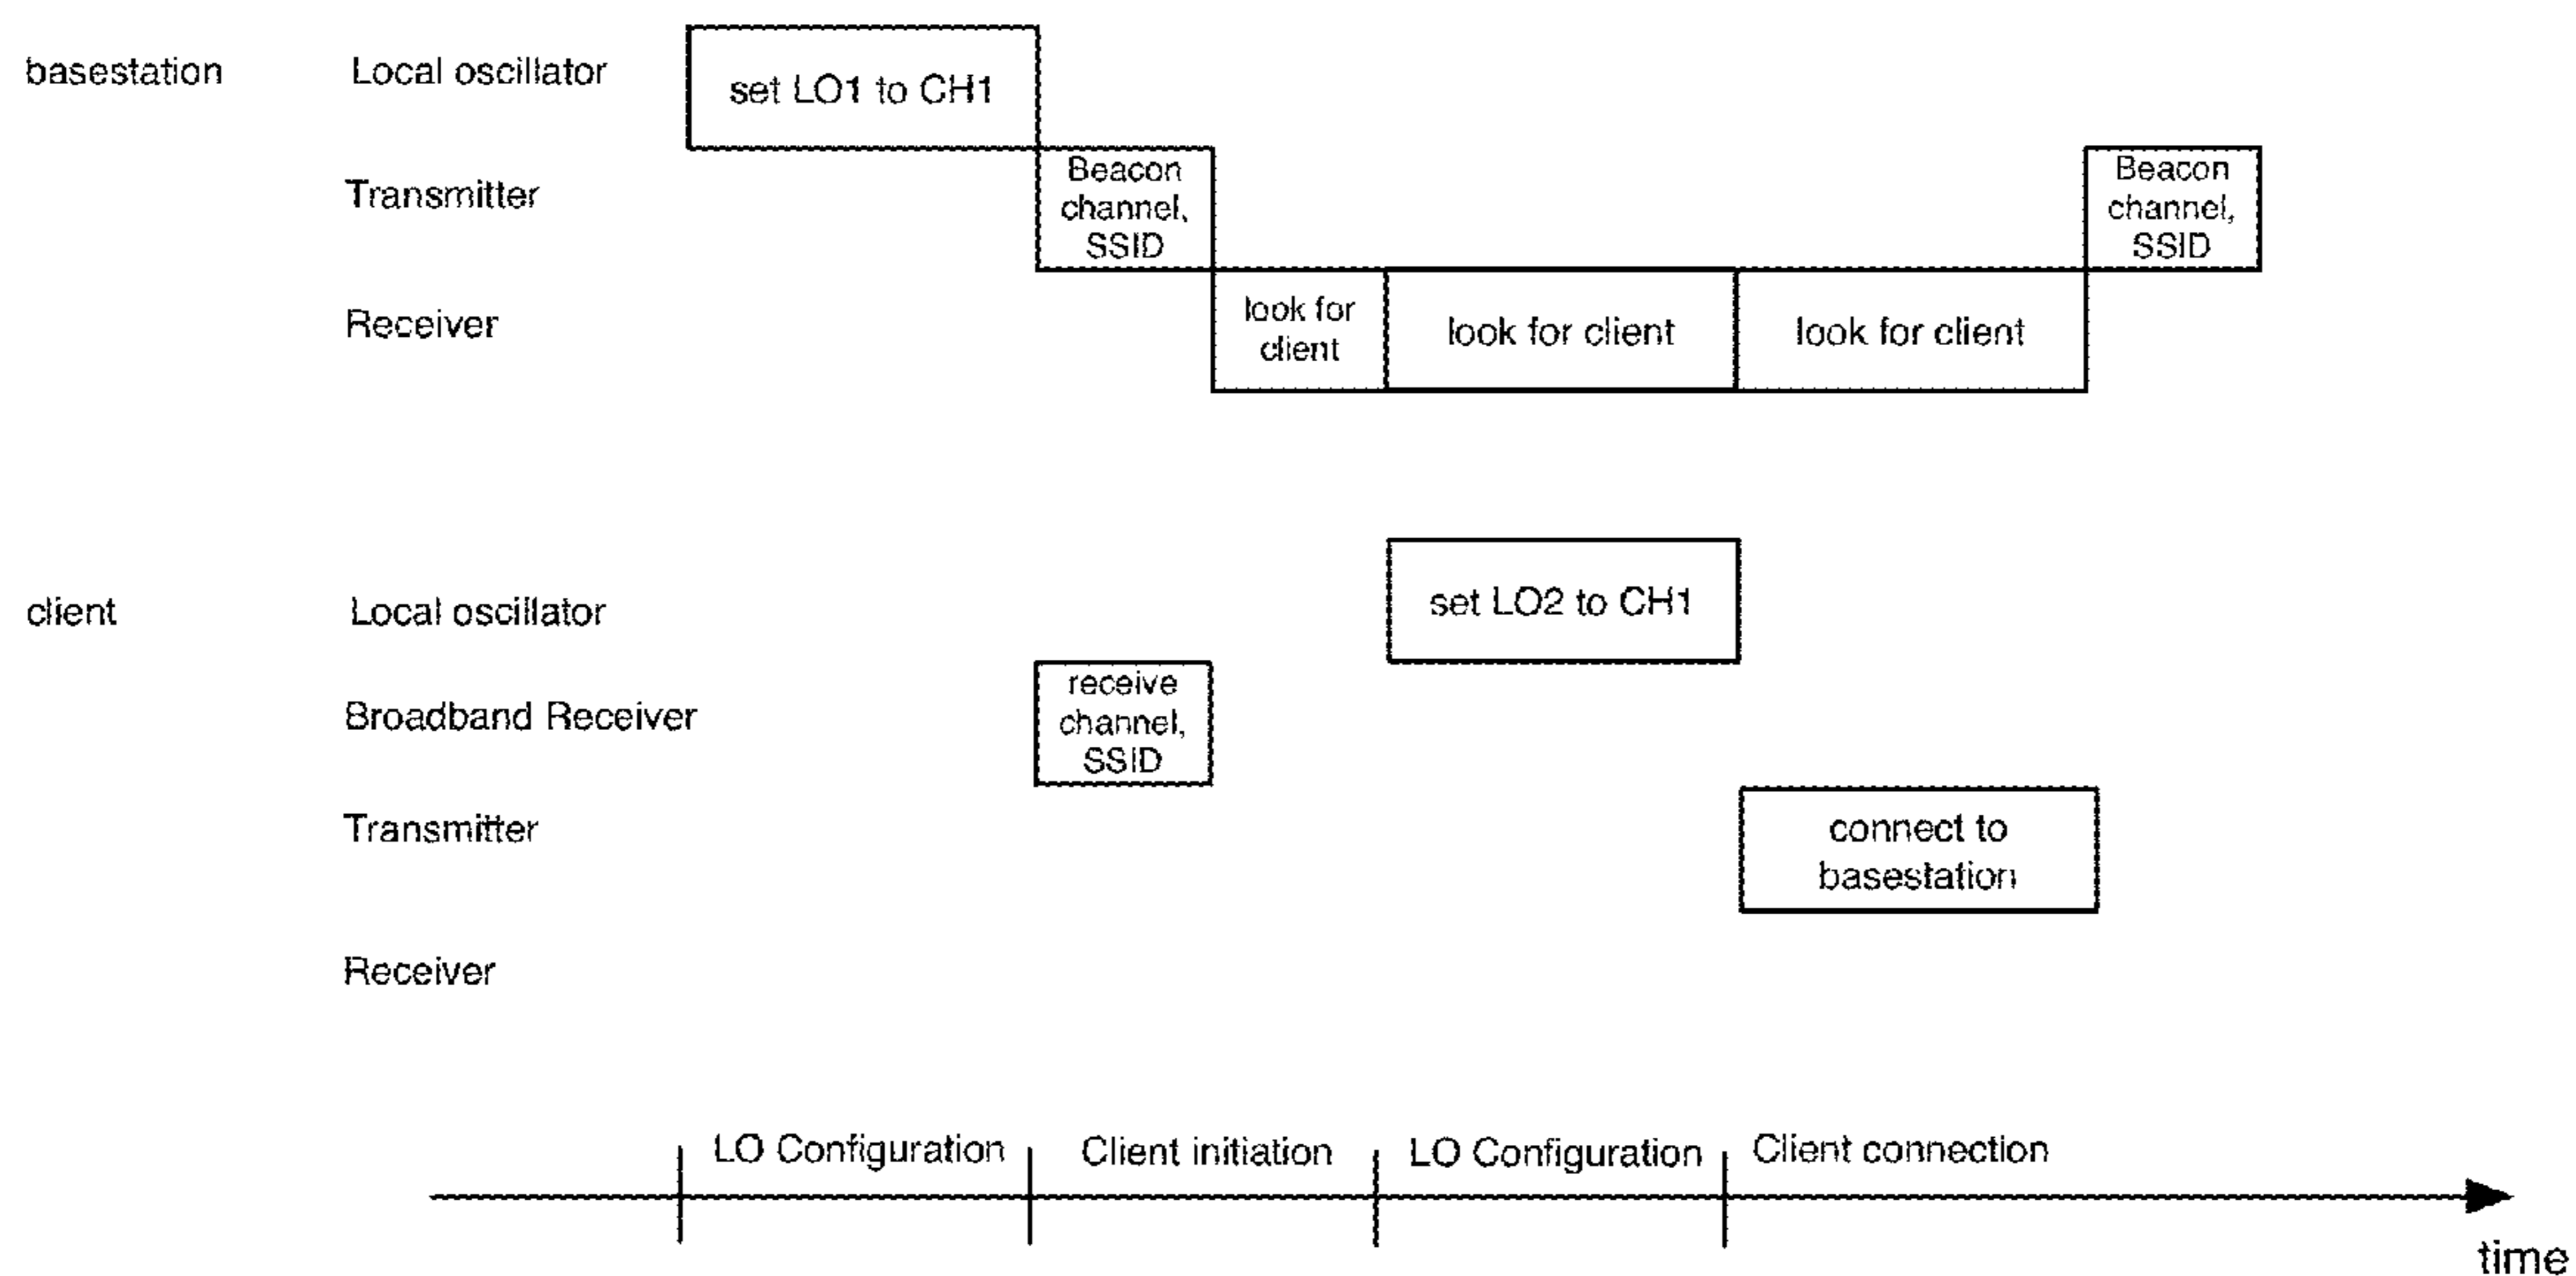 basestation
Local oscillator
set LO1 to CH1
Transmitter
Beacon
channel,
SSID
Beacon
channel,
SSID
Receiver
look for
client
look for client
look for client
client
Local oscillator
set LO2 to CH1
Broadband Receiver
receive
channel,
SSID
Transmitter
connect to
basestation
Receiver
LO Configuration
Client initiation
LO Configuration
Client connection
time